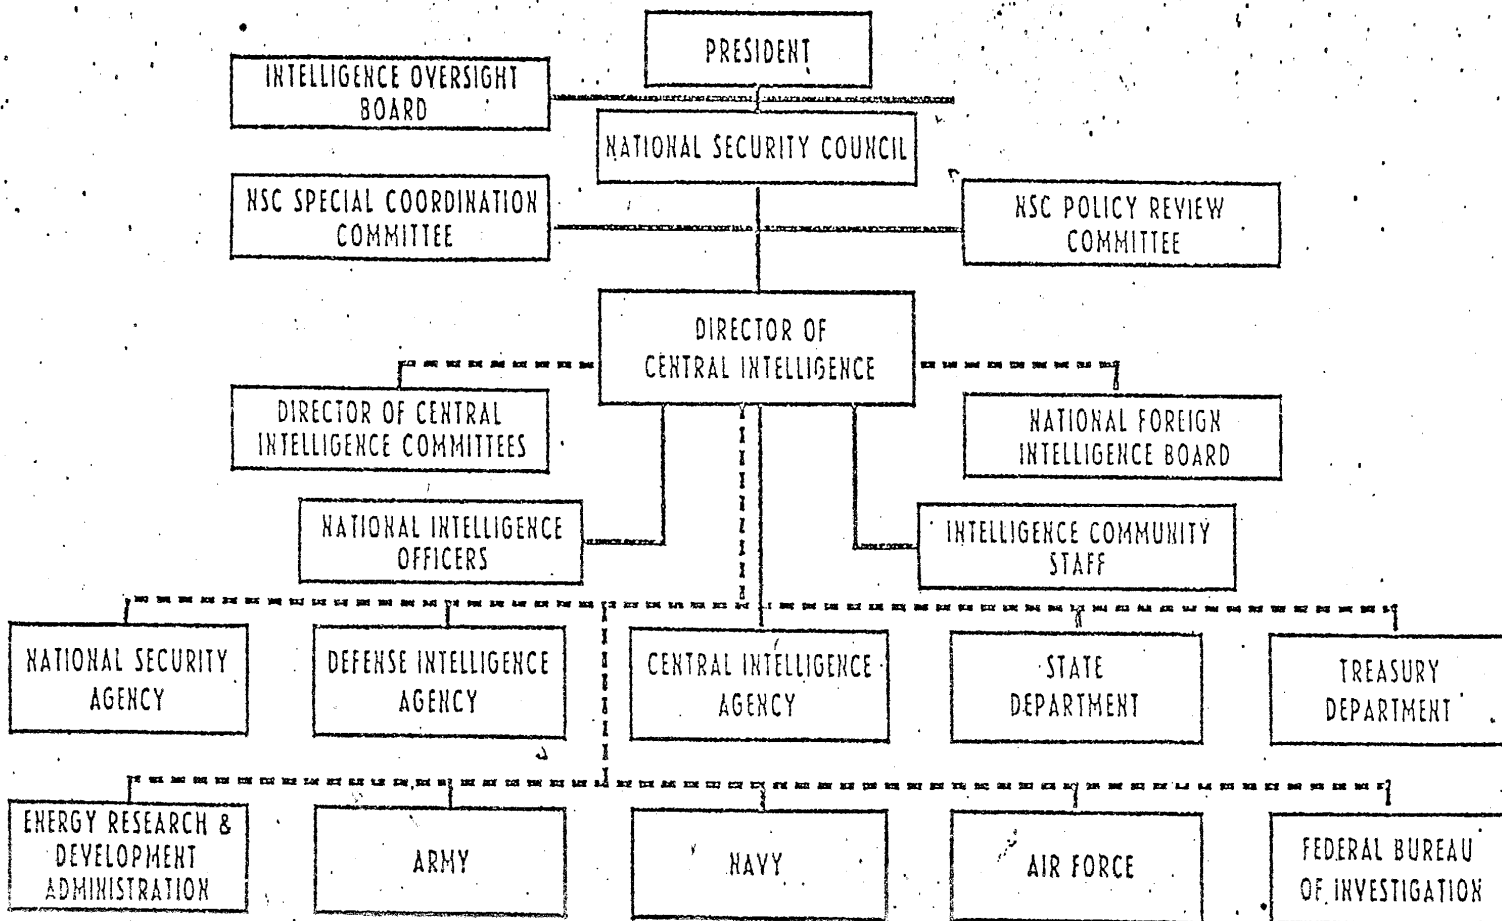 PRESIDENT
INTELLIGENCE OVERSIGHT
BOARD
NATIONAL SECURITY COUNCIL
NSC SPECIAL COORDINATION
COMMITTEE
NSC POLICY REVIEW
COMMITTEE
DIRECTOR OF
CENTRAL INTELLIGENCE
DIRECTOR OF CENTRAL
INTELLIGENCE COMMITTEES
NATIONAL FOREIGN
INTELLIGENCE BOARD
NATIONAL INTELLIGENCE
OFFICERS
INTELLIGENCE COMMUNITY
STAFF
NATIONAL SECURITY
AGENCY
DEFENSE INTELLIGENCE
AGENCY
CENTRAL INTELLIGENCE
AGENCY
STATE
DEPARTMENT
TREASURY
DEPARTMENT
ENERGY RESEARCH &
DEVELOPMENT
ADMINISTRATION
ARMY
NAVY
AIR FORCE
FEDERAL BUREAU
OF INVESTIGATION